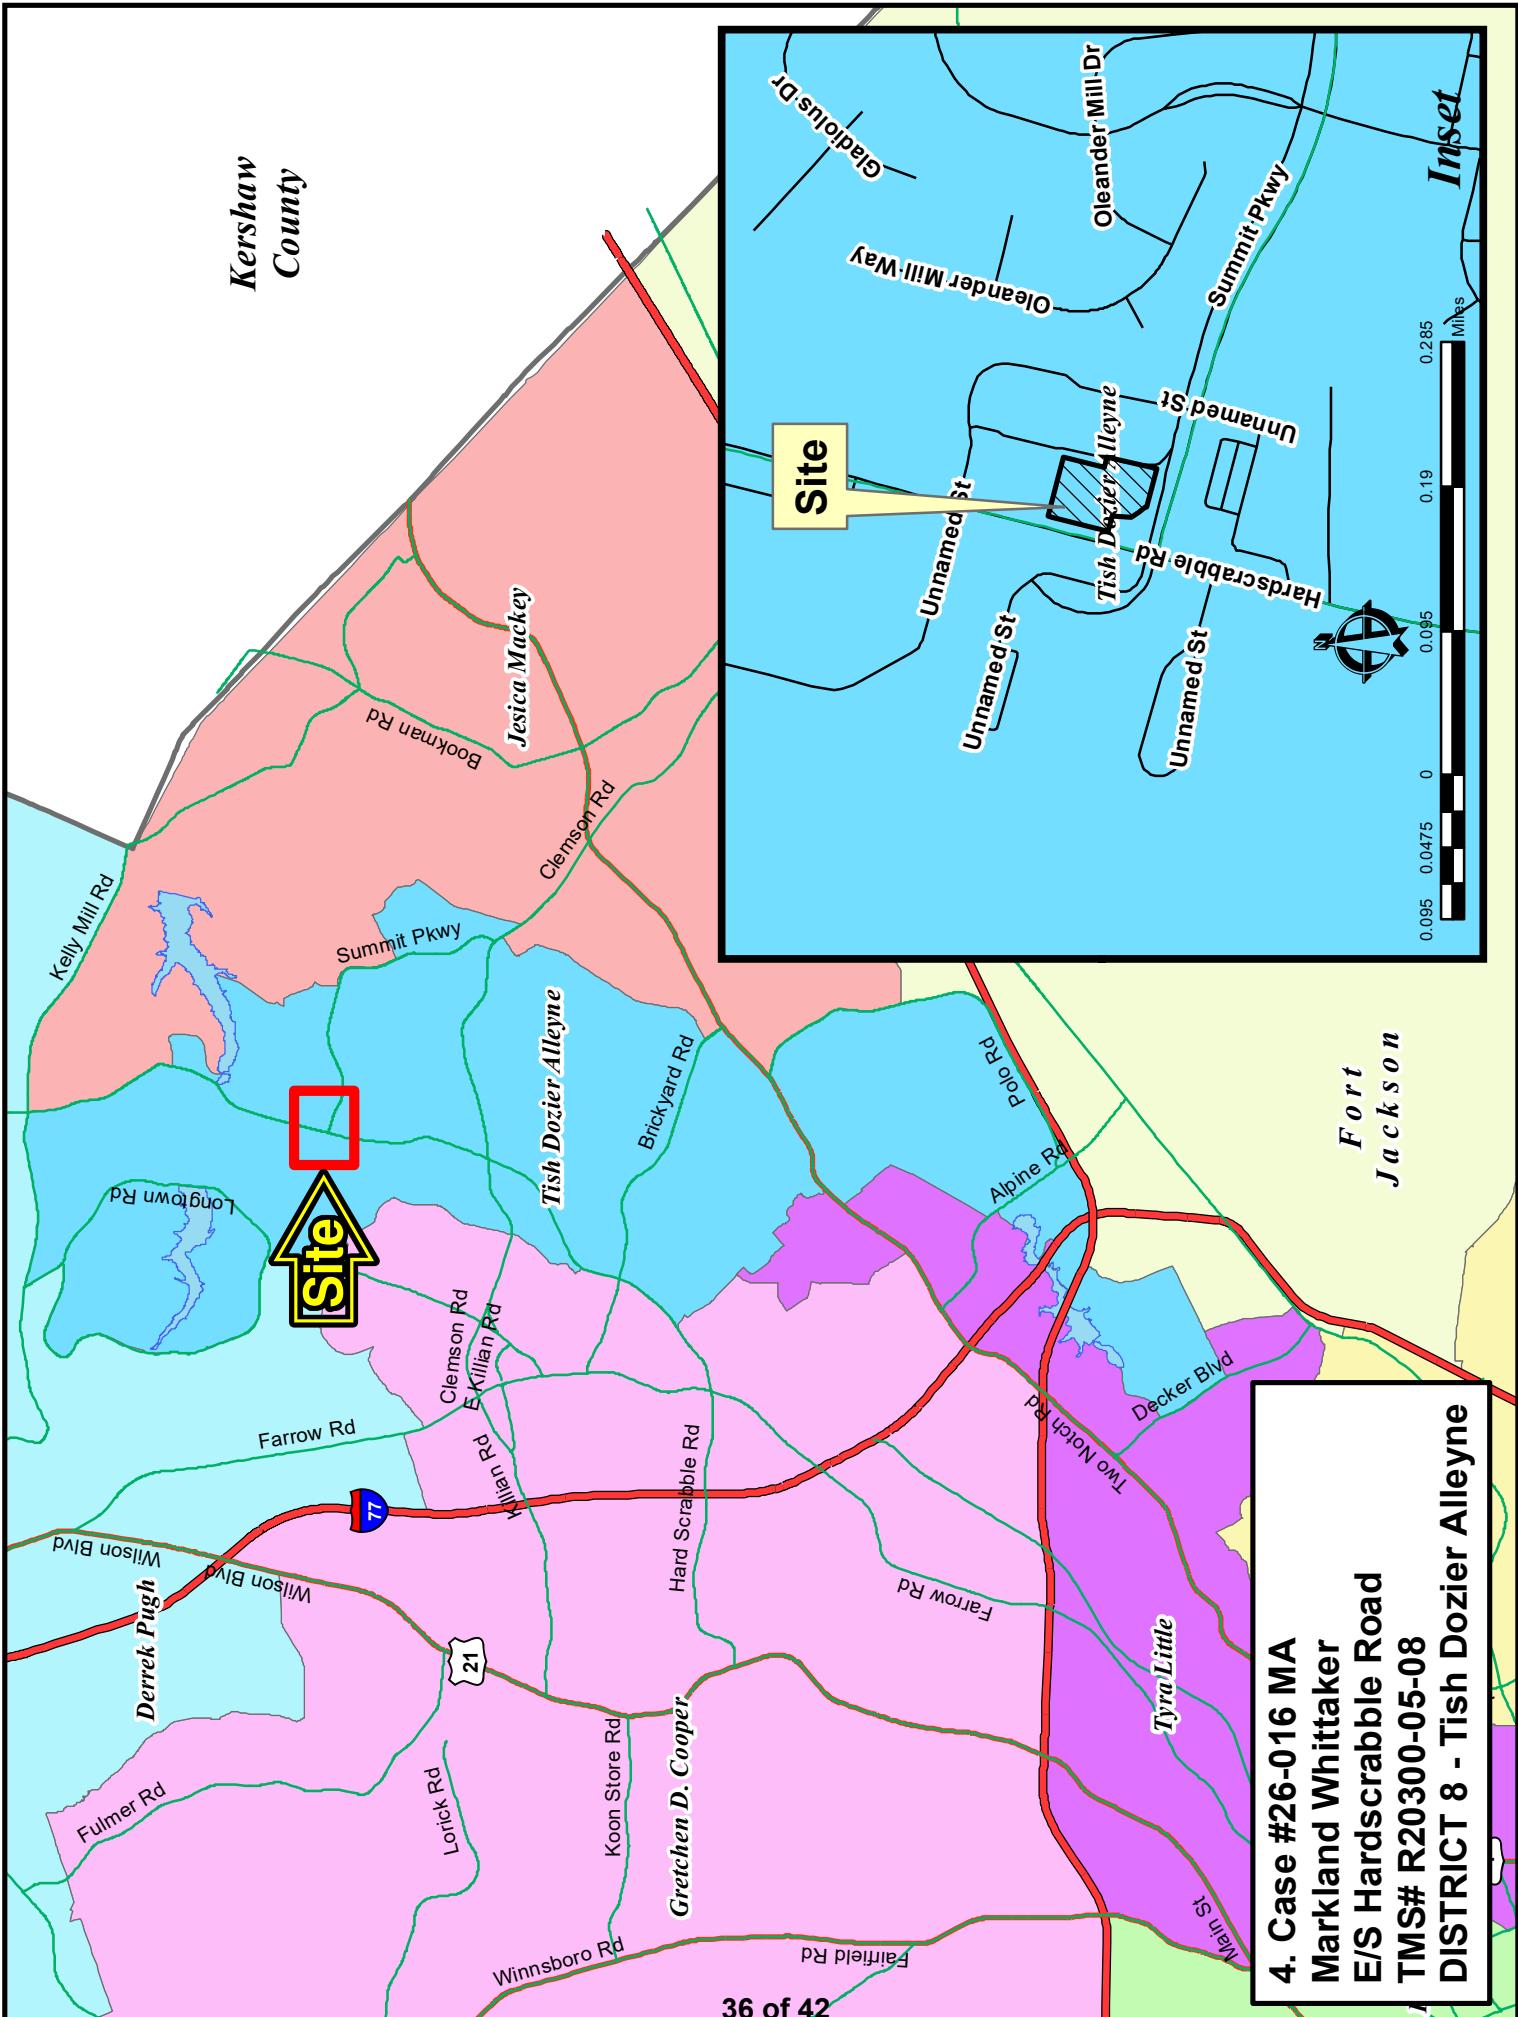 Kershaw
County
Jesica Mackey
Bookman Rd
Clemson Rd
Kelly Mill Rd
Summit Pkwy
Tish Dozier Alleyne
Brickyard Rd
Polo Rd
Alpine Rd
Fort
Jackson
Longtown Rd
Site
Clemson Rd
E Killian Rd
Killian Rd
Farrow Rd
77
Wilson Blvd
Wilson Blvd
Derrek Pugh
21
Hard Scrabble Rd
Farrow Rd
Two Notch Rd
Decker Blvd
Tyra Little
Fulmer Rd
Lorick Rd
Koon Store Rd
Gretchen D. Cooper
Winnsboro Rd
Fairfield Rd
Main St
Inset
Gladiolus Dr
Oleander Mill Dr
Oleander Mill Way
Summit Pkwy
Site
Unnamed St
Tish Dozier Alleyne
Unnamed St
Hardscrabble Rd
Unnamed St
Unnamed St
N
0.095 0.0475 0 0.095 0.19 0.285
Miles
4. Case #26-016 MA
Markland Whittaker
E/S Hardscrabble Road
TMS# R20300-05-08
DISTRICT 8 - Tish Dozier Alleyne
36 of 42